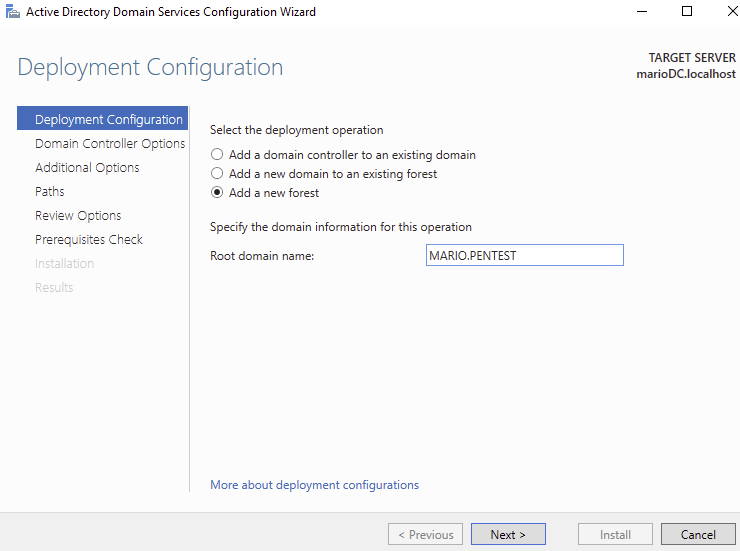 Active Directory Domain Services Configuration Wizard
Deployment Configuration
TARGET SERVER
marioDC.localhost
Deployment Configuration
Domain Controller Options
Additional Options
Paths
Review Options
Prerequisites Check
Installation
Results
Select the deployment operation
Add a domain controller to an existing domain
Add a new domain to an existing forest
Add a new forest
Specify the domain information for this operation
Root domain name: MARIO.PENTEST
More about deployment configurations
< Previous Next > Install Cancel